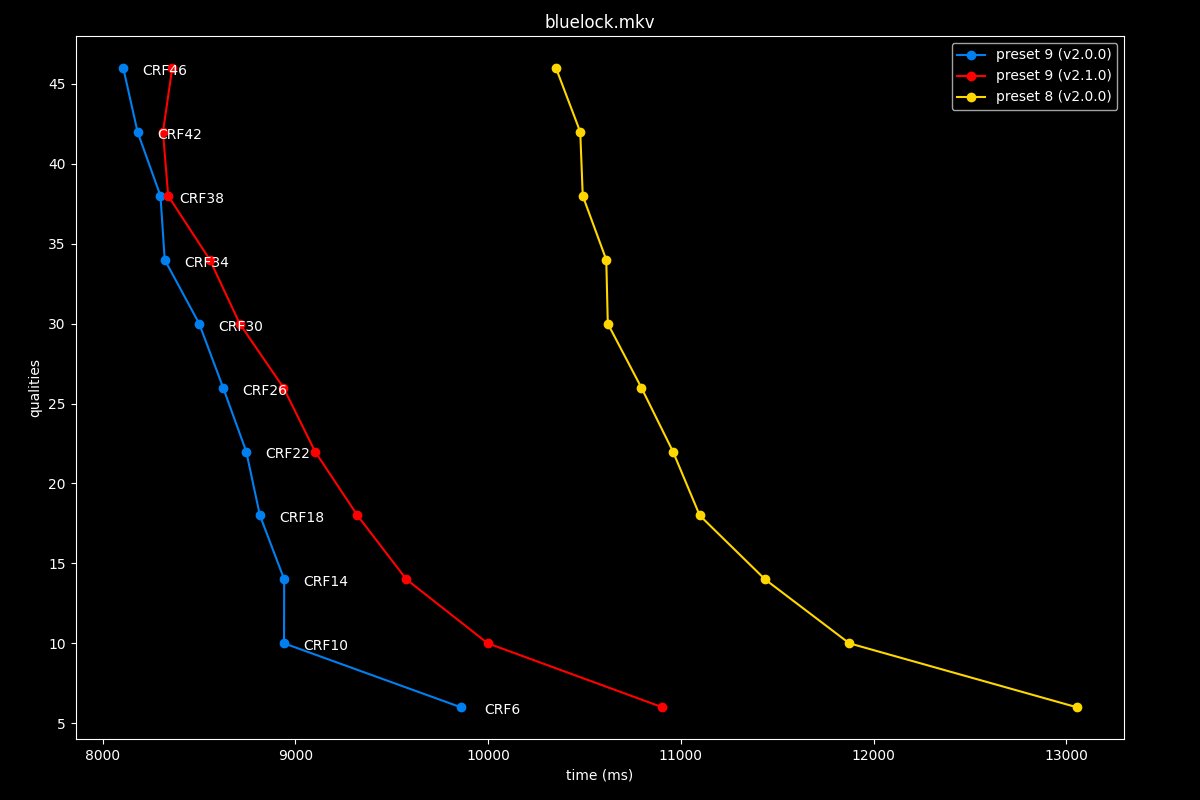 bluelock.mkv
preset 9 (v2.0.0)
preset 9 (v2.1.0)
preset 8 (v2.0.0)
CRF46
CRF42
CRF38
CRF34
CRF30
CRF26
CRF22
CRF18
CRF14
CRF10
CRF6
45
40
35
30
25
20
15
10
5
qualities
8000 9000 10000 11000 12000 13000
time (ms)